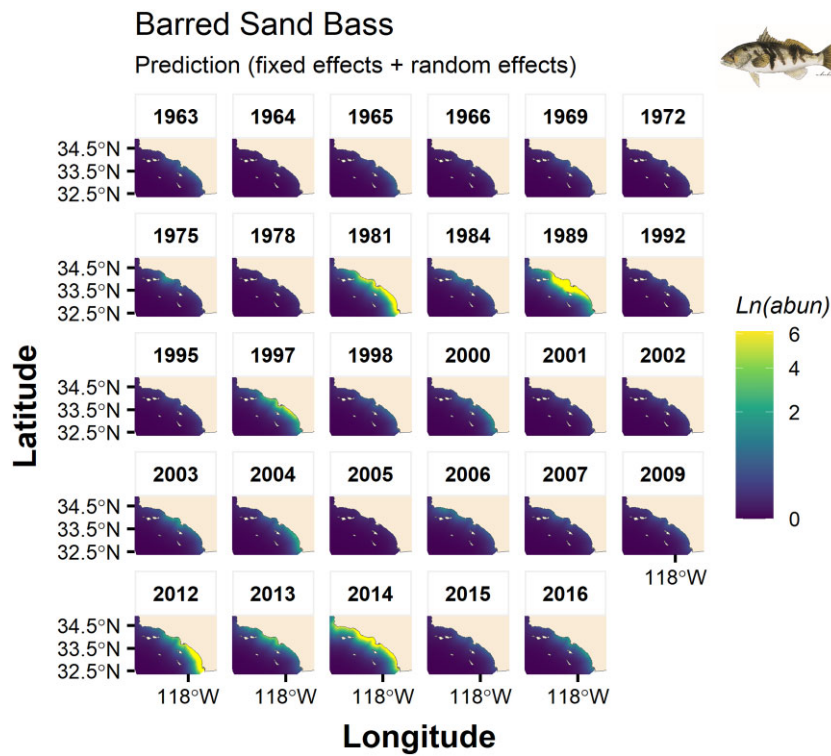 Barred Sand Bass
Prediction (fixed effects + random effects)
1963 1964 1965 1966 1969 1972
34.5°N
33.5°N
32.5°N
1975 1978 1981 1984 1989 1992
34.5°N
33.5°N
32.5°N
1995 1997 1998 2000 2001 2002
34.5°N
33.5°N
32.5°N
2003 2004 2005 2006 2007 2009
34.5°N
33.5°N
32.5°N
118°W
2012 2013 2014 2015 2016
34.5°N
33.5°N
32.5°N
118°W 118°W 118°W 118°W 118°W
Longitude
Latitude
Ln(abun)
6
4
2
0